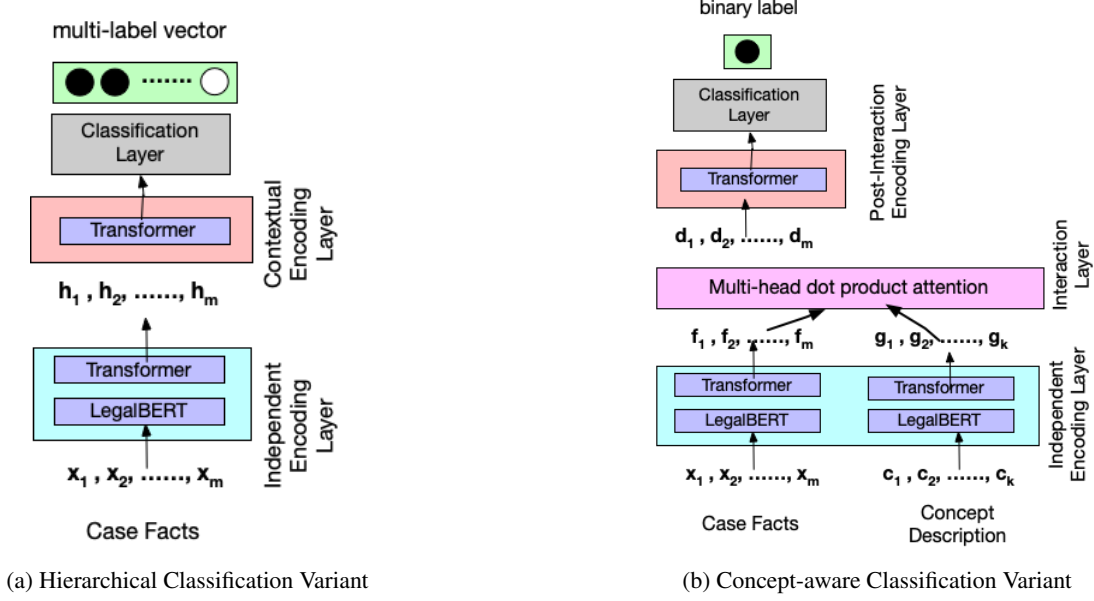 multi-label vector
Classification
Layer
Transformer
Contextual
Encoding
Layer
h1 , h2, ......, hm
Transformer
LegalBERT
Independent
Encoding
Layer
x1 , x2, ......, xm
Case Facts
(a) Hierarchical Classification Variant
binary label
Classification
Layer
Transformer
Post-Interaction
Encoding Layer
d1 , d2, ......, dm
Multi-head dot product attention
Interaction
Layer
f1 , f2, ......, fm
g1 , g2, ......, gk
Transformer
LegalBERT
Transformer
LegalBERT
Independent
Encoding Layer
x1 , x2, ......, xm
c1 , c2, ......, ck
Case Facts
Concept
Description
(b) Concept-aware Classification Variant